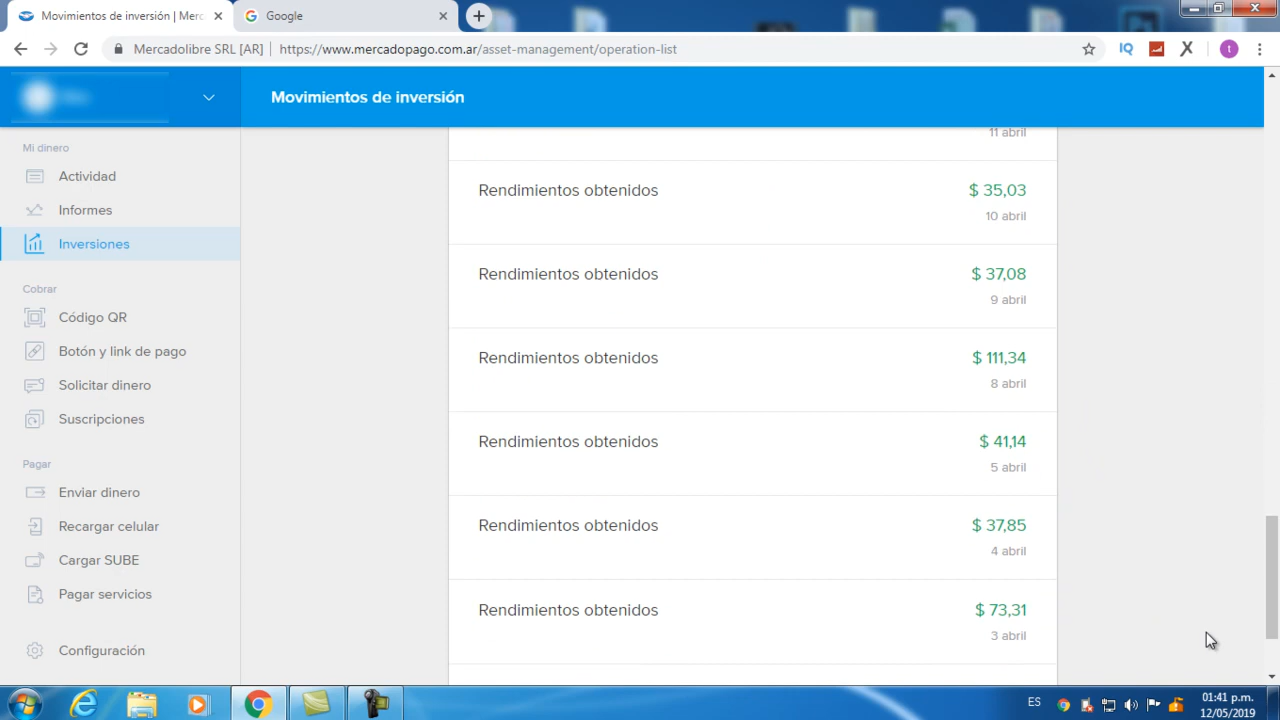 Movimientos de inversión | Merc
Google
Mercadolibre SRL [AR] | https://www.mercadopago.com.ar/asset-management/operation-list
IQ
t
Movimientos de inversión
Mi dinero
Actividad
Informes
Inversiones
Cobrar
Código QR
Botón y link de pago
Solicitar dinero
Suscripciones
Pagar
Enviar dinero
Recargar celular
Cargar SUBE
Pagar servicios
Configuración
11 abril
Rendimientos obtenidos $ 35,03
10 abril
Rendimientos obtenidos $ 37,08
9 abril
Rendimientos obtenidos $ 111,34
8 abril
Rendimientos obtenidos $ 41,14
5 abril
Rendimientos obtenidos $ 37,85
4 abril
Rendimientos obtenidos $ 73,31
3 abril
ES
01:41 p.m.
12/05/2019